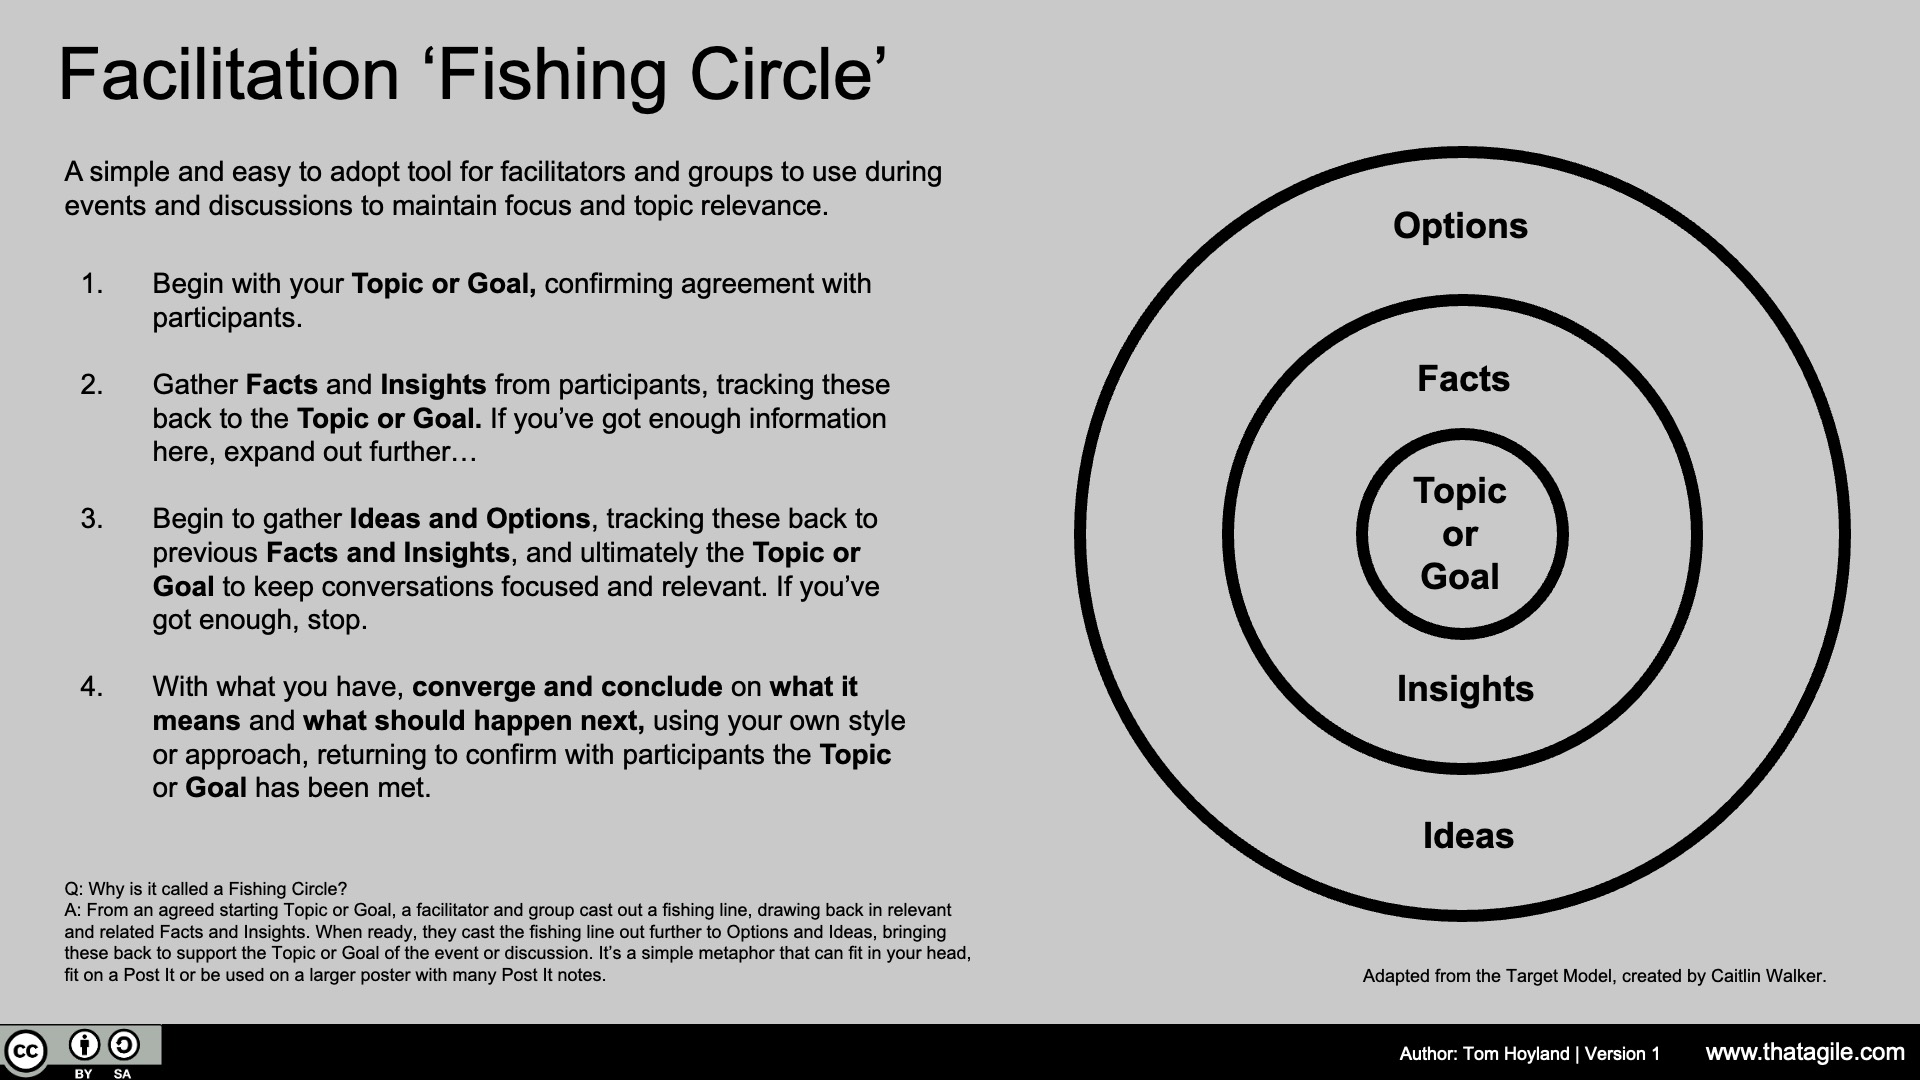 Facilitation ‘Fishing Circle’
A simple and easy to adopt tool for facilitators and groups to use during
events and discussions to maintain focus and topic relevance.
1. Begin with your Topic or Goal, confirming agreement with
participants.
2. Gather Facts and Insights from participants, tracking these
back to the Topic or Goal. If you’ve got enough information
here, expand out further…
3. Begin to gather Ideas and Options, tracking these back to
previous Facts and Insights, and ultimately the Topic or
Goal to keep conversations focused and relevant. If you’ve
got enough, stop.
4. With what you have, converge and conclude on what it
means and what should happen next, using your own style
or approach, returning to confirm with participants the Topic
or Goal has been met.
Q: Why is it called a Fishing Circle?
A: From an agreed starting Topic or Goal, a facilitator and group cast out a fishing line, drawing back in relevant
and related Facts and Insights. When ready, they cast the fishing line out further to Options and Ideas, bringing
these back to support the Topic or Goal of the event or discussion. It’s a simple metaphor that can fit in your head,
fit on a Post It or be used on a larger poster with many Post It notes.
Options
Facts
Topic
or
Goal
Insights
Ideas
Adapted from the Target Model, created by Caitlin Walker.
cc
BY SA
Author: Tom Hoyland | Version 1
www.thatagile.com